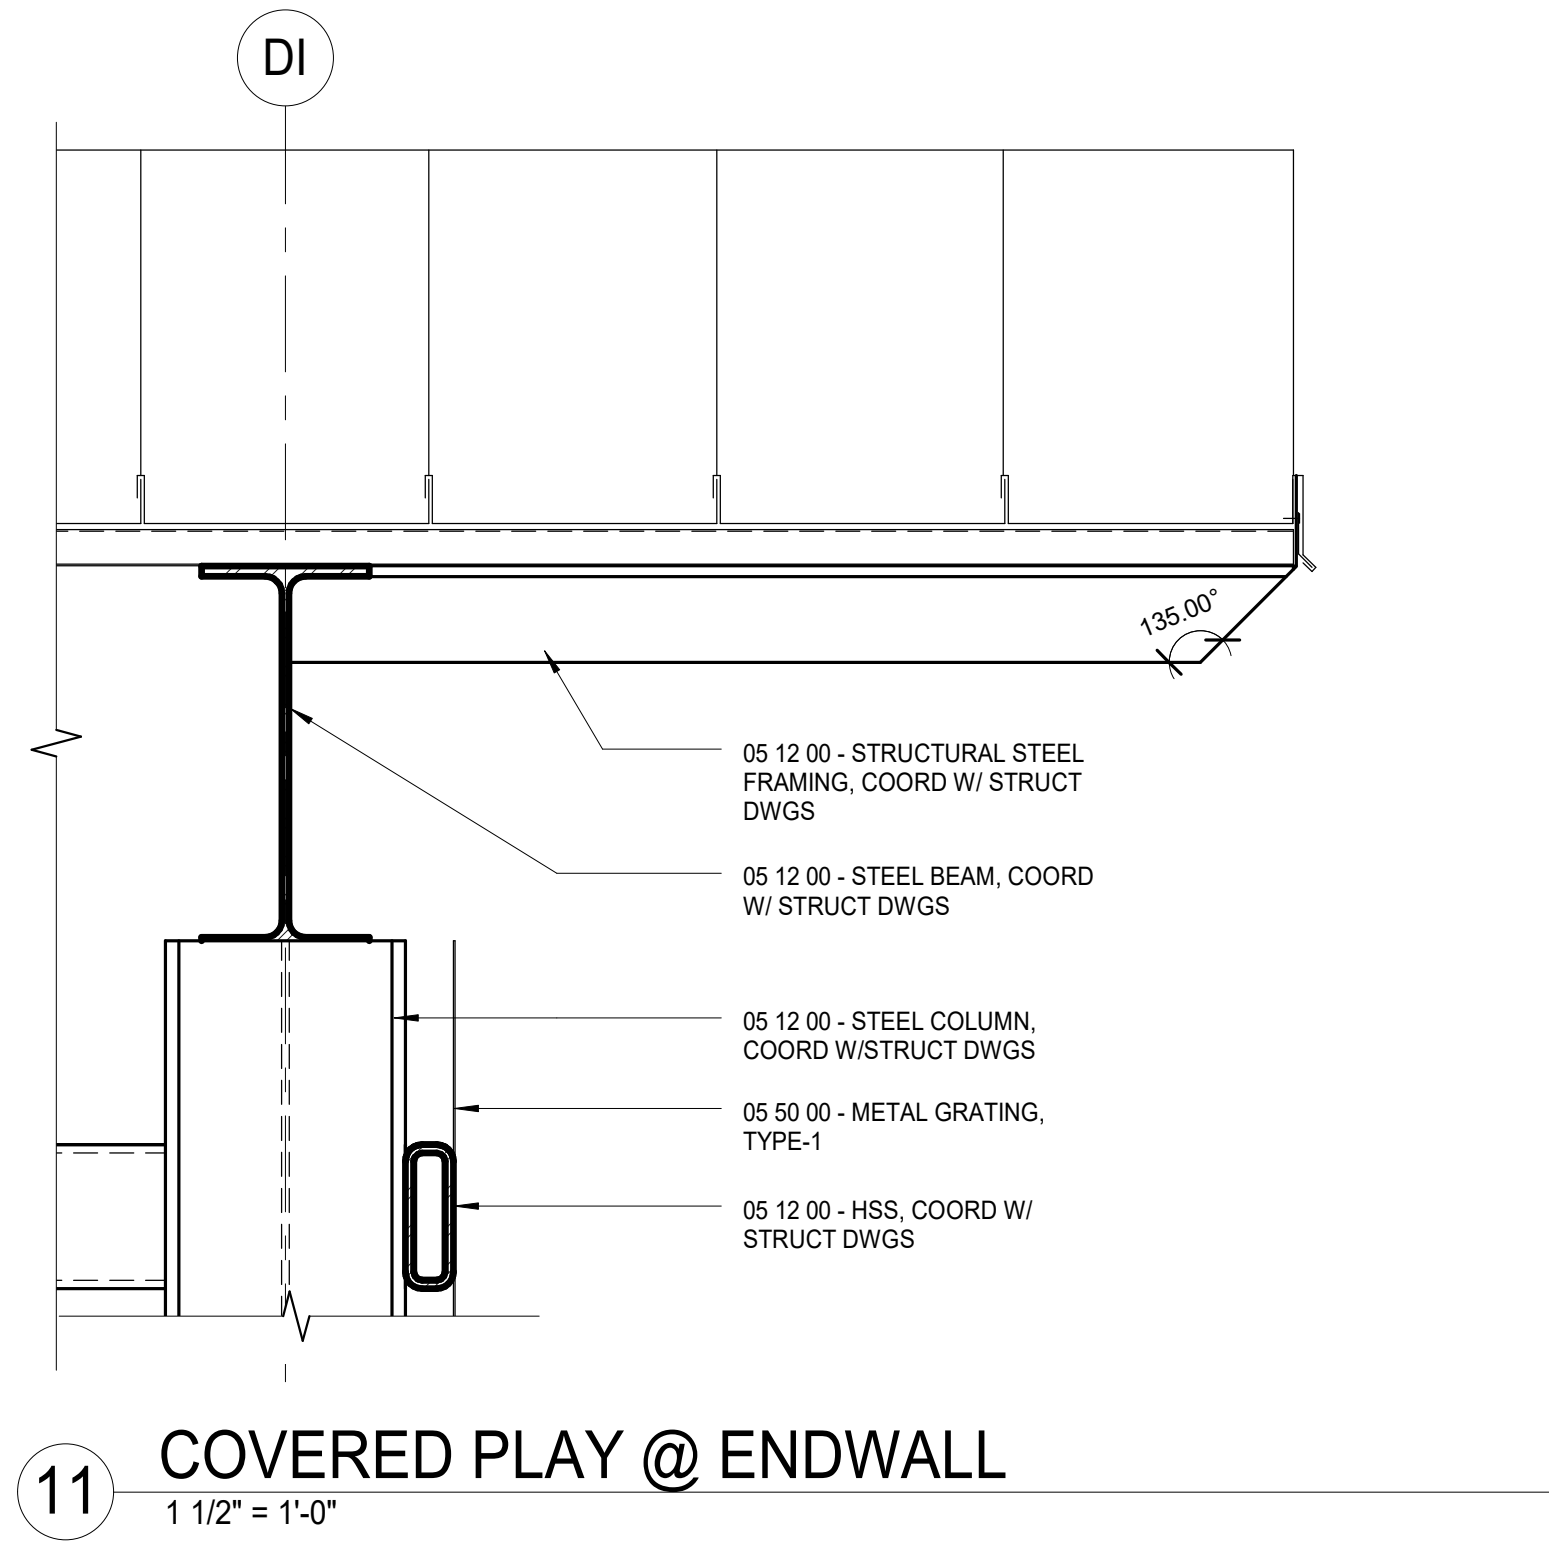 DI
135.00°
05 12 00 - STRUCTURAL STEEL
FRAMING, COORD W/ STRUCT
DWGS
05 12 00 - STEEL BEAM, COORD
W/ STRUCT DWGS
05 12 00 - STEEL COLUMN,
COORD W/STRUCT DWGS
05 50 00 - METAL GRATING,
TYPE-1
05 12 00 - HSS, COORD W/
STRUCT DWGS
11
COVERED PLAY @ ENDWALL
1 1/2" = 1'-0"